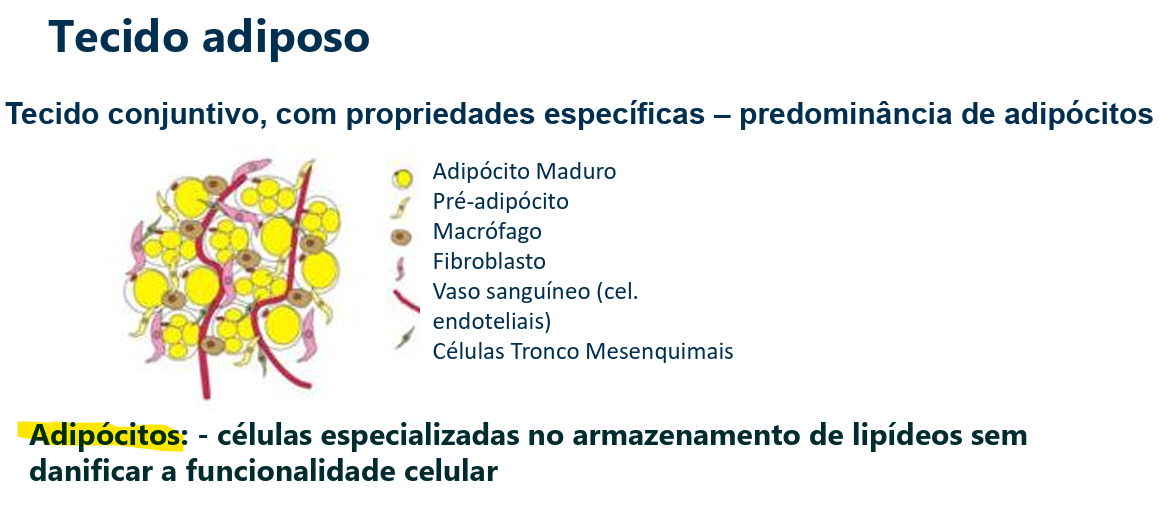 Tecido adiposo
Tecido conjuntivo, com propriedades específicas – predominância de adipócitos
Adipócito Maduro
Pré-adipócito
Macrófago
Fibroblasto
Vaso sanguíneo (cel.
endoteliais)
Células Tronco Mesenquimais
Adipócitos: - células especializadas no armazenamento de lipídeos sem
danificar a funcionalidade celular